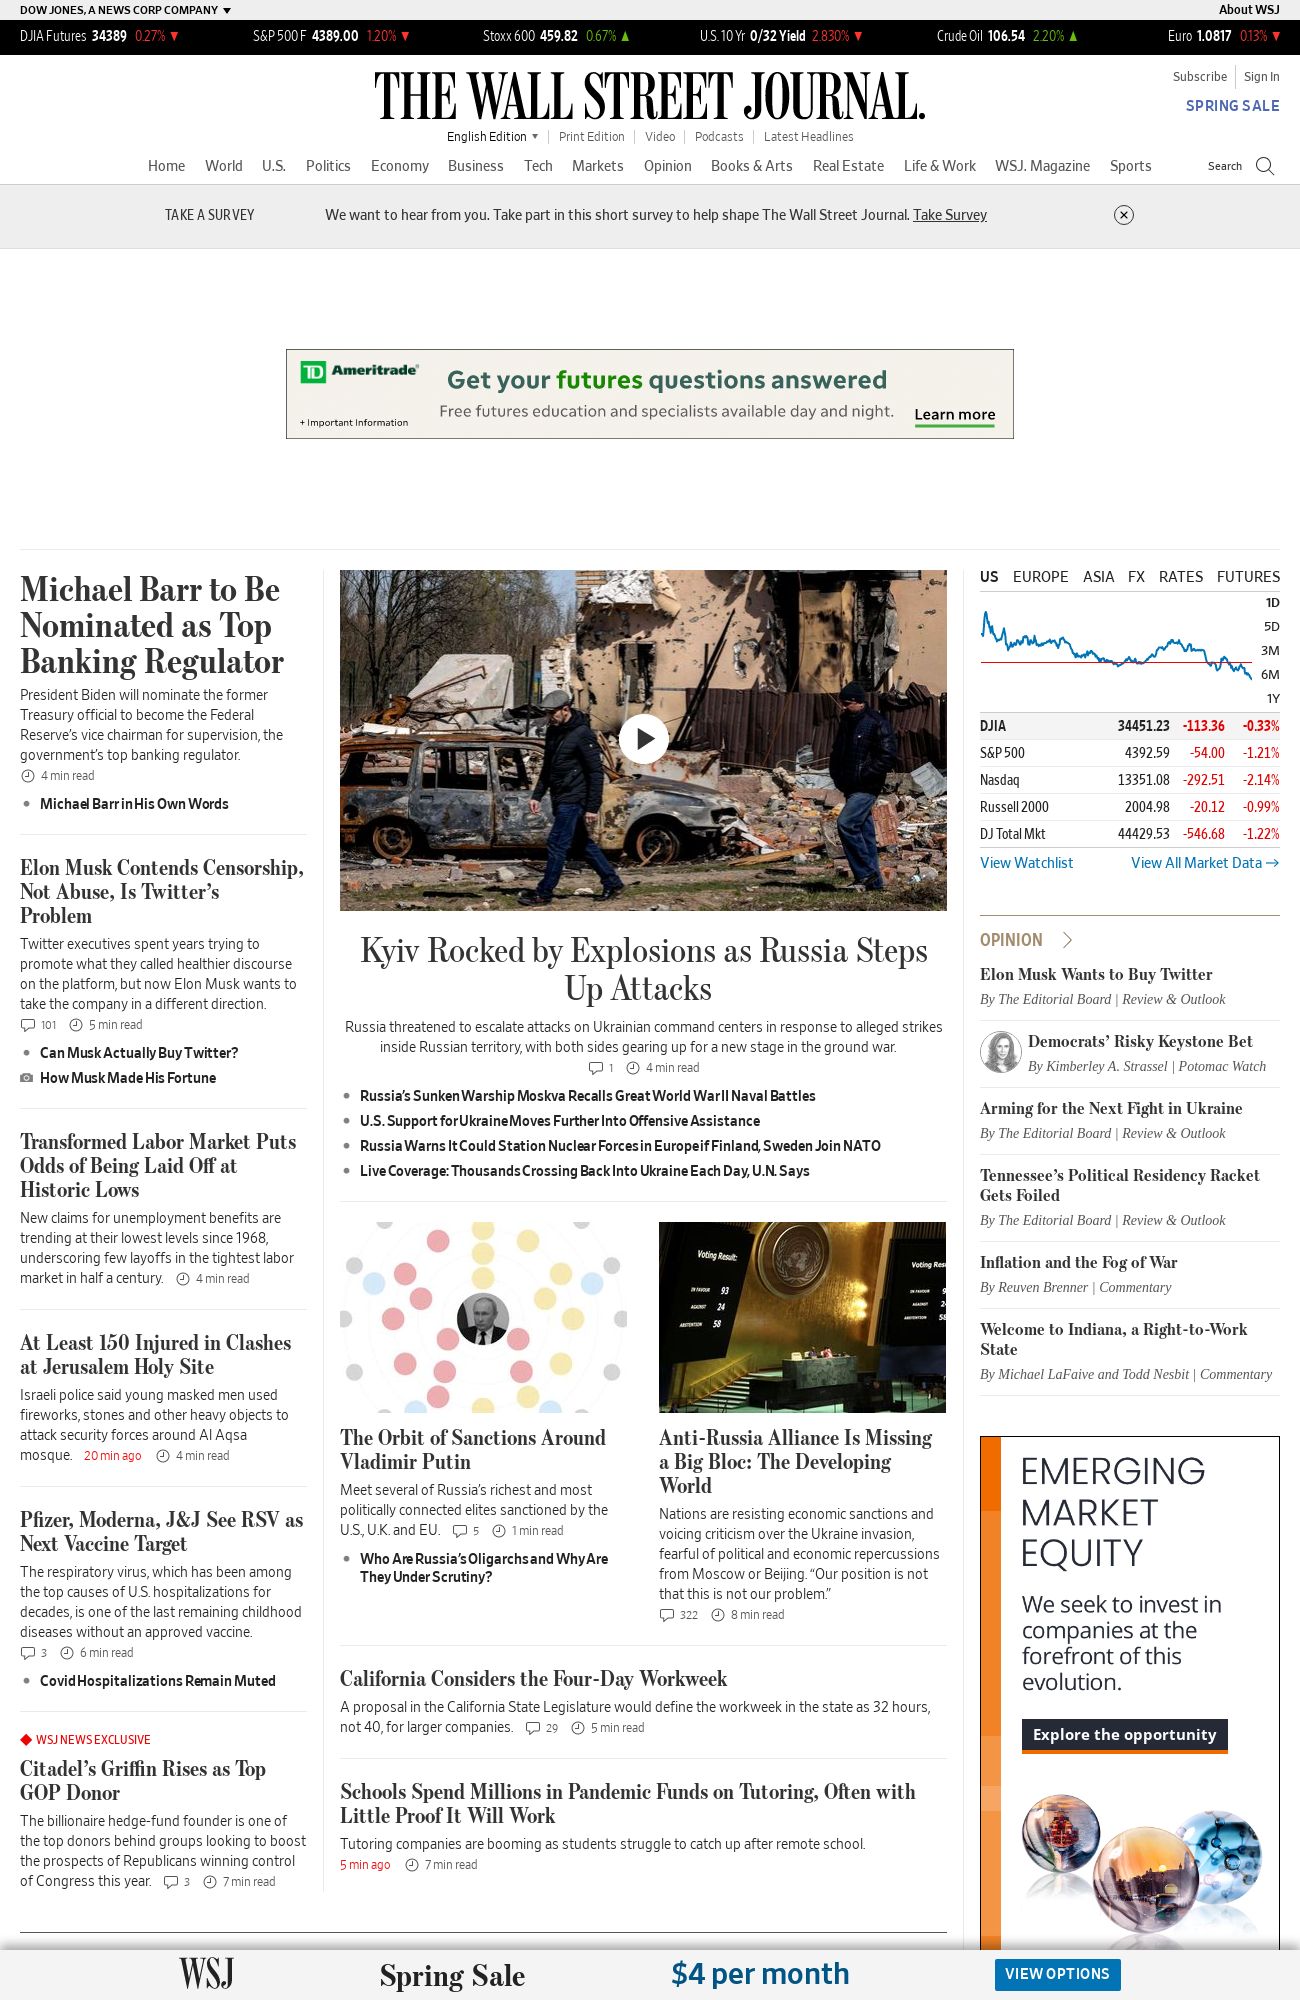 DOW JONES, A NEWS CORP COMPANY
About WSJ
DJIA Futures 34389 0.27%
S&P 500 F 4389.00 1.20%
Stoxx 600 459.82 0.67%
U.S. 10 Yr 0/32 Yield 2.830%
Crude Oil 106.54 2.20%
Euro 1.0817 0.13%
THE WALL STREET JOURNAL.
Subscribe
Sign In
SPRING SALE
English Edition
Print Edition
Video
Podcasts
Latest Headlines
Home World U.S. Politics Economy Business Tech Markets Opinion Books & Arts Real Estate Life & Work WSJ. Magazine Sports
Search
TAKE A SURVEY
We want to hear from you. Take part in this short survey to help shape The Wall Street Journal. Take Survey
TD Ameritrade®
Get your futures questions answered
Free futures education and specialists available day and night.
+ Important Information
Learn more
Michael Barr to Be
Nominated as Top
Banking Regulator
President Biden will nominate the former
Treasury official to become the Federal
Reserve's vice chairman for supervision, the
government's top banking regulator.
4 min read
Michael Barr in His Own Words
Elon Musk Contends Censorship,
Not Abuse, Is Twitter's
Problem
Twitter executives spent years trying to
promote what they called healthier discourse
on the platform, but now Elon Musk wants to
take the company in a different direction.
101 5 min read
Can Musk Actually Buy Twitter?
How Musk Made His Fortune
Transformed Labor Market Puts
Odds of Being Laid Off at
Historic Lows
New claims for unemployment benefits are
trending at their lowest levels since 1968,
underscoring few layoffs in the tightest labor
market in half a century. 4 min read
At Least 150 Injured in Clashes
at Jerusalem Holy Site
Israeli police said young masked men used
fireworks, stones and other heavy objects to
attack security forces around Al Aqsa
mosque. 20 min ago 4 min read
Pfizer, Moderna, J&J See RSV as
Next Vaccine Target
The respiratory virus, which has been among
the top causes of U.S. hospitalizations for
decades, is one of the last remaining childhood
diseases without an approved vaccine.
3 6 min read
Covid Hospitalizations Remain Muted
WSJ NEWS EXCLUSIVE
Citadel's Griffin Rises as Top
GOP Donor
The billionaire hedge-fund founder is one of
the top donors behind groups looking to boost
the prospects of Republicans winning control
of Congress this year. 3 7 min read
Kyiv Rocked by Explosions as Russia Steps
Up Attacks
Russia threatened to escalate attacks on Ukrainian command centers in response to alleged strikes
inside Russian territory, with both sides gearing up for a new stage in the ground war.
1 4 min read
Russia's Sunken Warship Moskva Recalls Great World War II Naval Battles
U.S. Support for Ukraine Moves Further Into Offensive Assistance
Russia Warns It Could Station Nuclear Forces in Europe if Finland, Sweden Join NATO
Live Coverage: Thousands Crossing Back Into Ukraine Each Day, U.N. Says
The Orbit of Sanctions Around
Vladimir Putin
Meet several of Russia's richest and most
politically connected elites sanctioned by the
U.S., U.K. and EU. 5 1 min read
Who Are Russia's Oligarchs and Why Are
They Under Scrutiny?
Voting Result:
IN FAVOUR 93
AGAINST 24
ABSTENTION 58
Voting Resu
IN FAVOUR 93
AGAINST
ABSTENTION 58
Anti-Russia Alliance Is Missing
a Big Bloc: The Developing
World
Nations are resisting economic sanctions and
voicing criticism over the Ukraine invasion,
fearful of political and economic repercussions
from Moscow or Beijing. “Our position is not
that this is not our problem.”
322 8 min read
California Considers the Four-Day Workweek
A proposal in the California State Legislature would define the workweek in the state as 32 hours,
not 40, for larger companies. 29 5 min read
Schools Spend Millions in Pandemic Funds on Tutoring, Often with
Little Proof It Will Work
Tutoring companies are booming as students struggle to catch up after remote school.
5 min ago 7 min read
US EUROPE ASIA FX RATES FUTURES
1D
5D
3M
6M
1Y
DJIA 34451.23 -113.36 -0.33%
S&P 500 4392.59 -54.00 -1.21%
Nasdaq 13351.08 -292.51 -2.14%
Russell 2000 2004.98 -20.12 -0.99%
DJ Total Mkt 44429.53 -546.68 -1.22%
View Watchlist
View All Market Data →
OPINION
Elon Musk Wants to Buy Twitter
By The Editorial Board | Review & Outlook
Democrats' Risky Keystone Bet
By Kimberley A. Strassel | Potomac Watch
Arming for the Next Fight in Ukraine
By The Editorial Board | Review & Outlook
Tennessee's Political Residency Racket
Gets Foiled
By The Editorial Board | Review & Outlook
Inflation and the Fog of War
By Reuven Brenner | Commentary
Welcome to Indiana, a Right-to-Work
State
By Michael LaFaive and Todd Nesbit | Commentary
EMERGING
MARKET
EQUITY
We seek to invest in
companies at the
forefront of this
evolution.
Explore the opportunity
WSJ
Spring Sale
$4 per month
VIEW OPTIONS